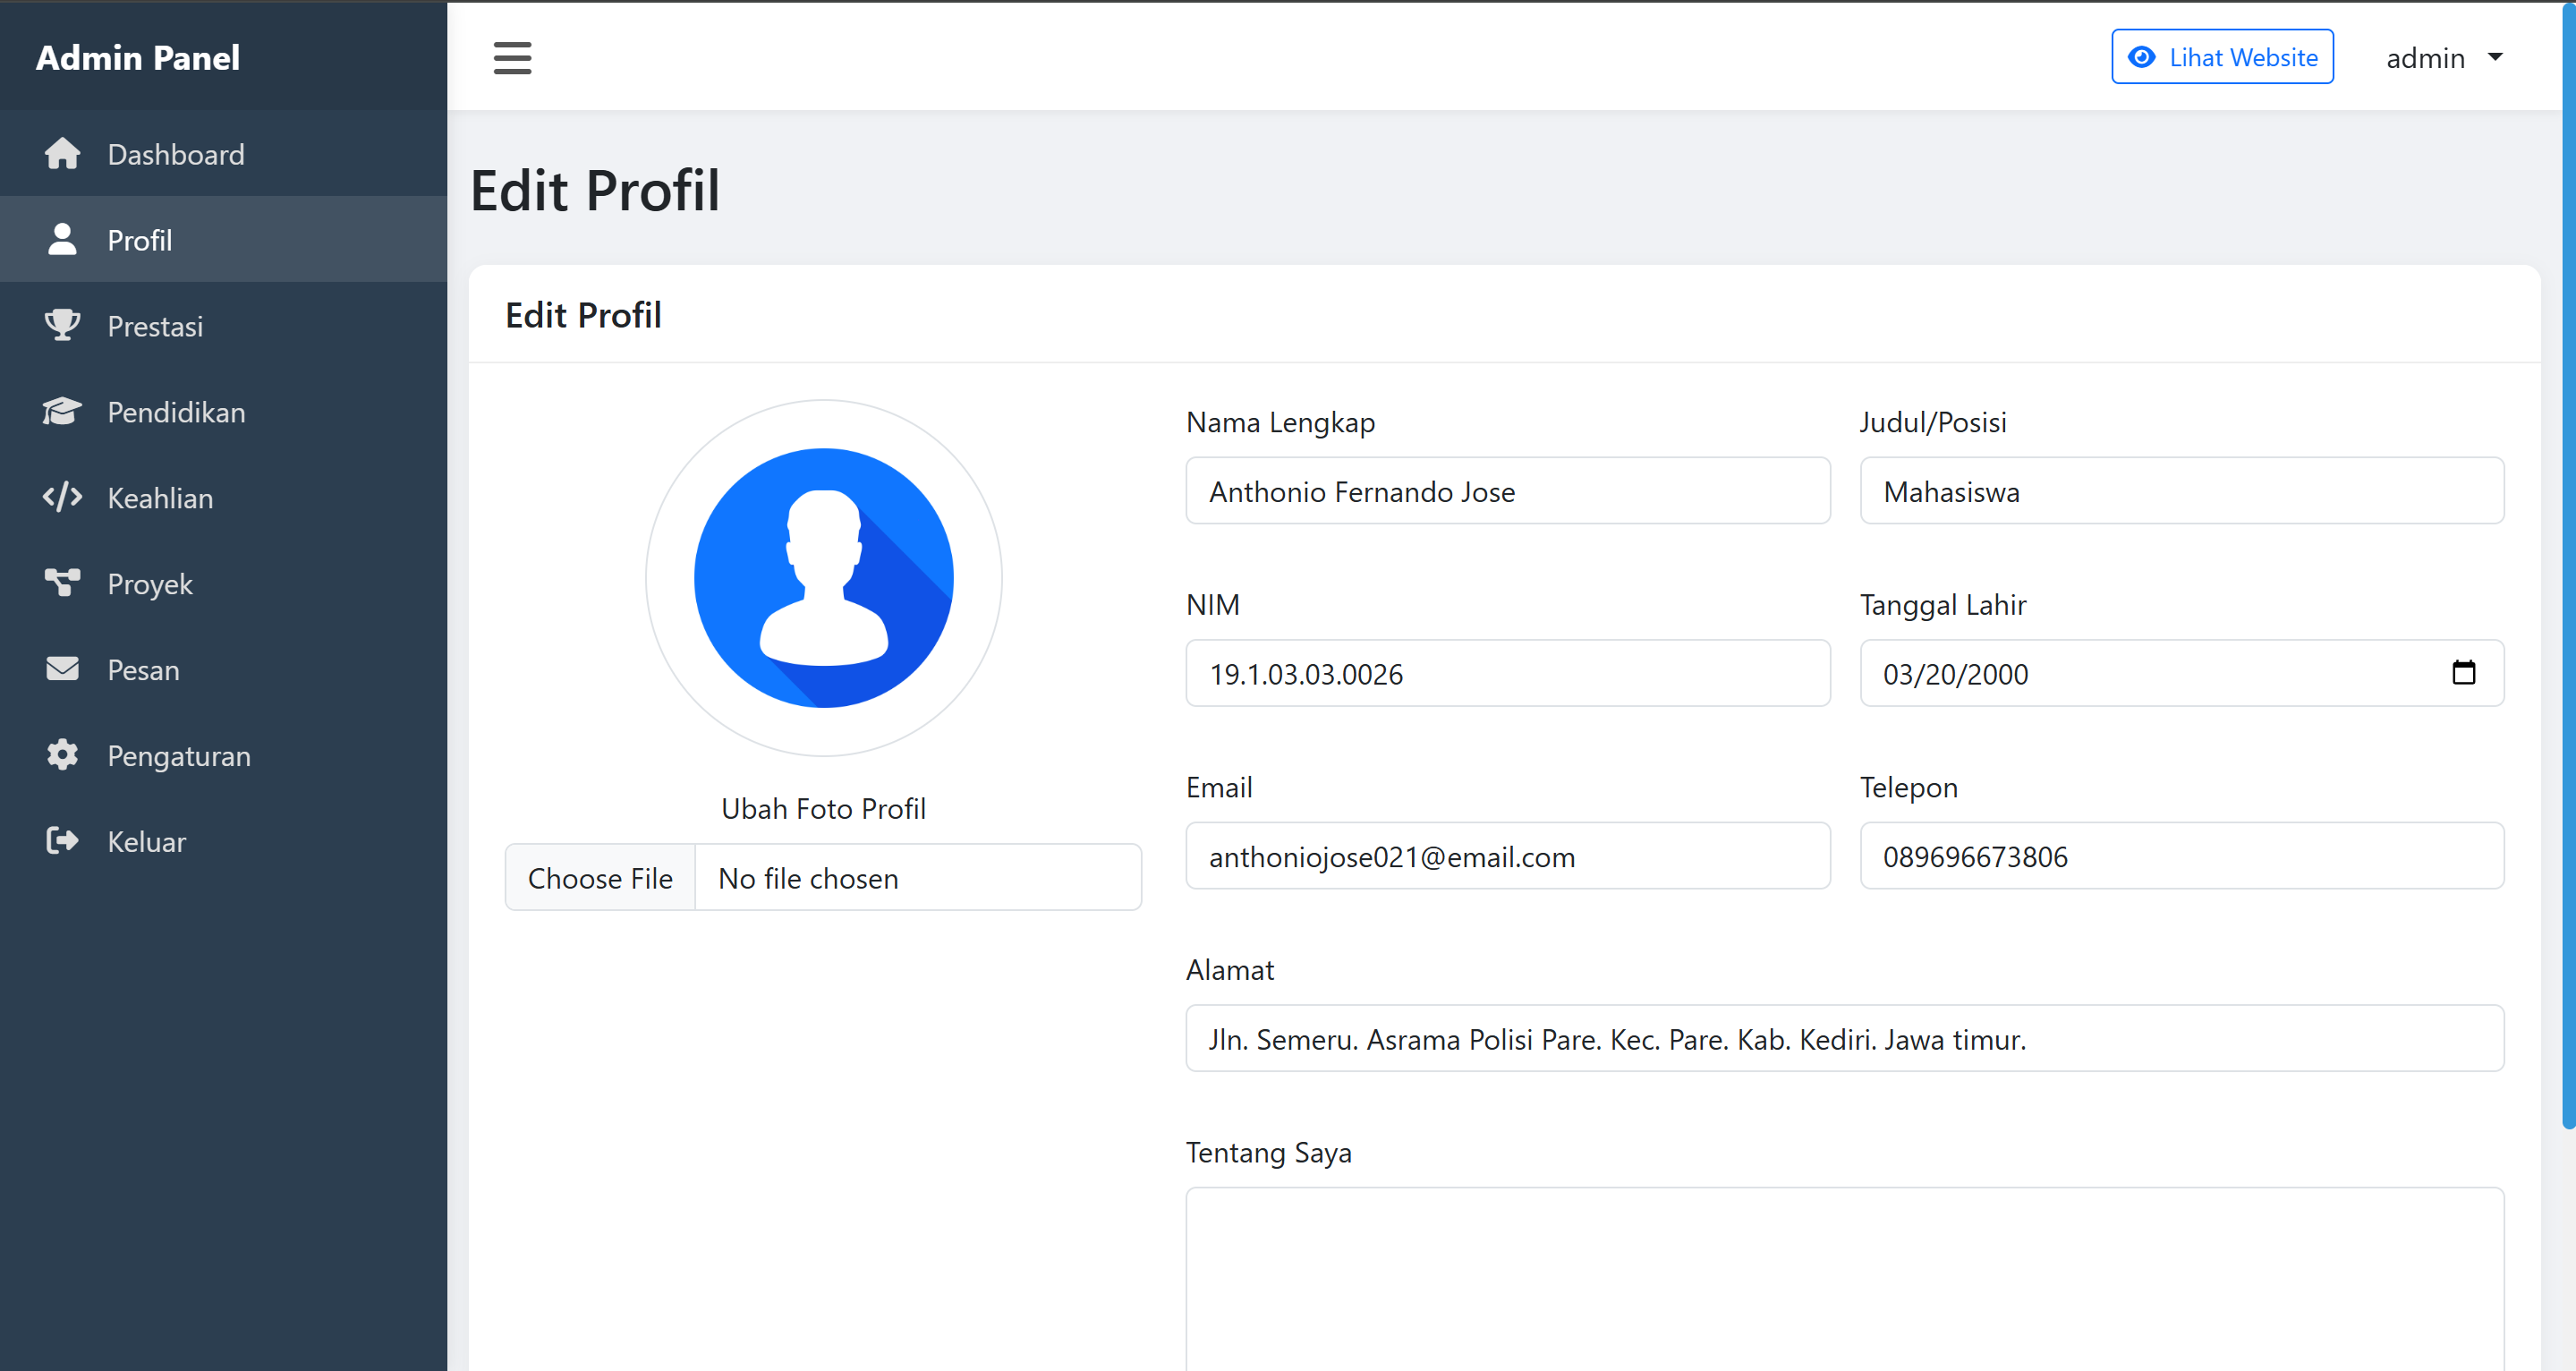 Admin Panel
Lihat Website
admin
Dashboard
Profil
Prestasi
Pendidikan
Keahlian
Proyek
Pesan
Pengaturan
Keluar
Edit Profil
Edit Profil
Ubah Foto Profil
Choose File No file chosen
Nama Lengkap
Anthonio Fernando Jose
Judul/Posisi
Mahasiswa
NIM
19.1.03.03.0026
Tanggal Lahir
03/20/2000
Email
anthoniojose021@email.com
Telepon
089696673806
Alamat
Jln. Semeru. Asrama Polisi Pare. Kec. Pare. Kab. Kediri. Jawa timur.
Tentang Saya